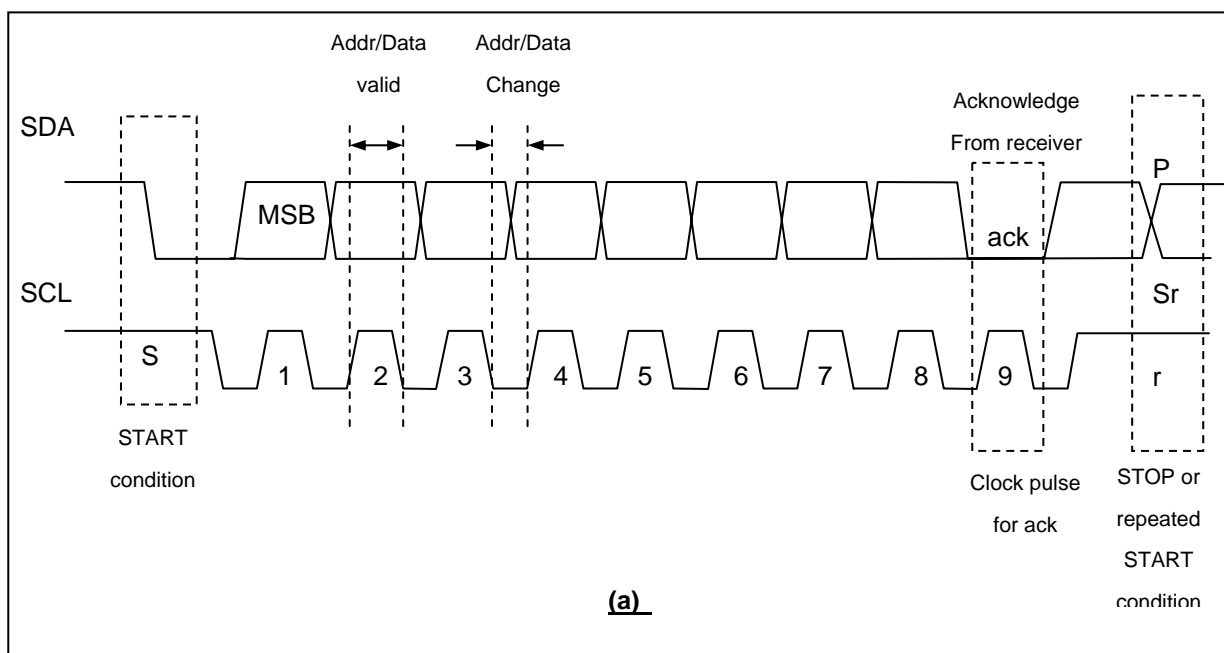 Addr/Data
valid
Addr/Data
Change
Acknowledge
From receiver
SDA
P
MSB
ack
SCL
Sr
S
1 2 3 4 5 6 7 8 9
r
START
condition
Clock pulse
for ack
STOP or
repeated
START
condition
(a)